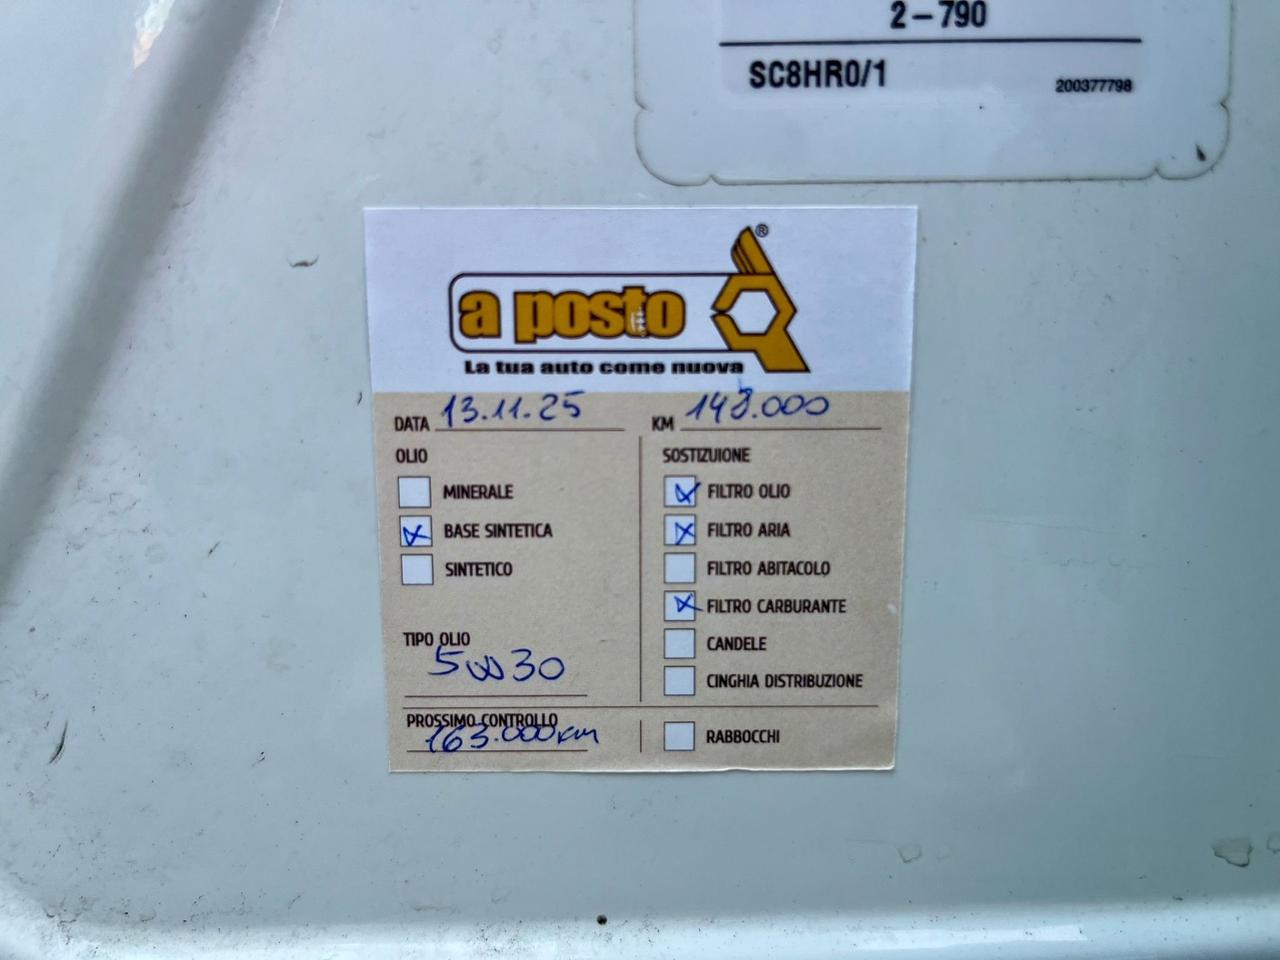 2-790
SC8HR0/1
200377798
®
a posto
La tua auto come nuova
DATA 13.11.25 KM 148.000
OLIO
MINERALE
BASE SINTETICA
SINTETICO
TIPO OLIO
5W30
PROSSIMO CONTROLLO
163.000 km
SOSTIZUIONE
FILTRO OLIO
FILTRO ARIA
FILTRO ABITACOLO
FILTRO CARBURANTE
CANDELE
CINGHIA DISTRIBUZIONE
RABBOCCHI